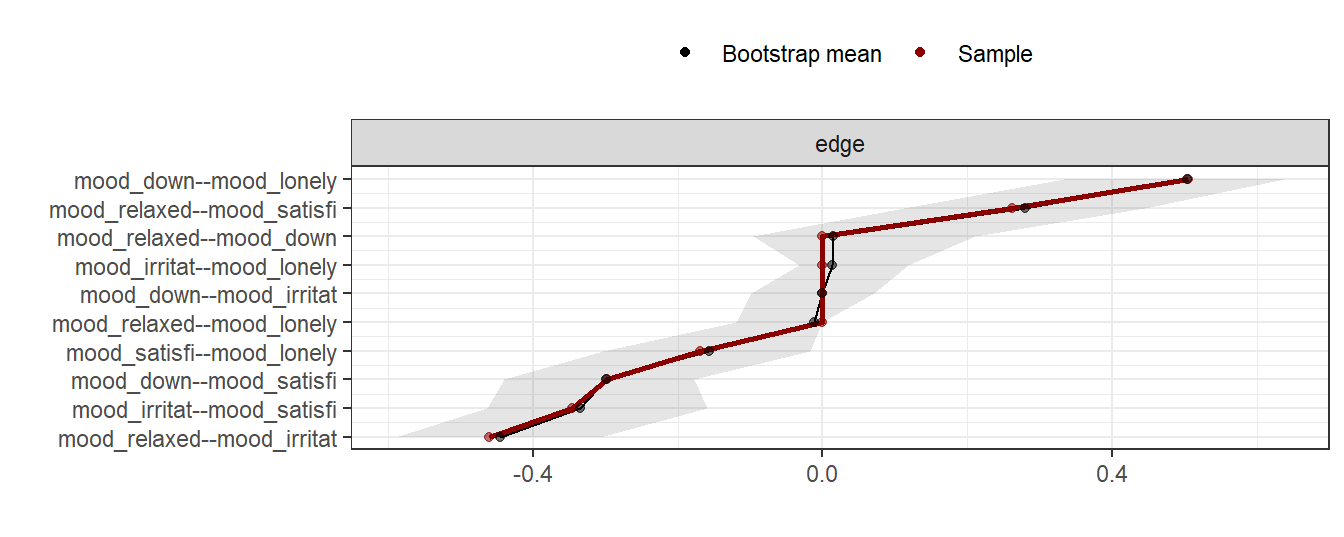 Bootstrap mean Sample
edge
mood_down--mood_lonely
mood_relaxed--mood_satisfi
mood_relaxed--mood_down
mood_irritat--mood_lonely
mood_down--mood_irritat
mood_relaxed--mood_lonely
mood_satisfi--mood_lonely
mood_down--mood_satisfi
mood_irritat--mood_satisfi
mood_relaxed--mood_irritat
-0.4 0.0 0.4